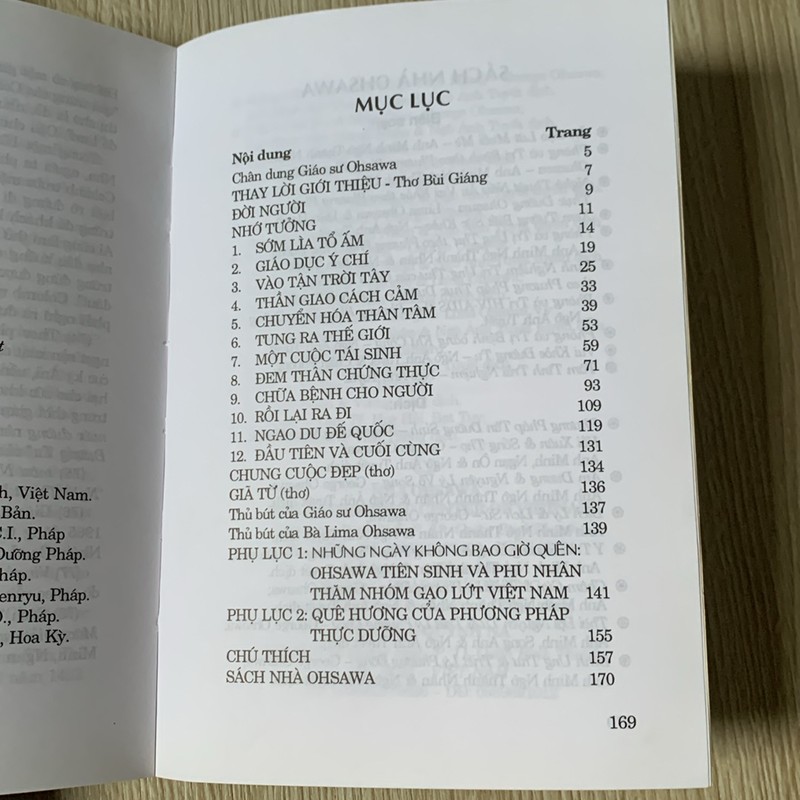 t
h, Việt Nam.
Bản.
C.I., Pháp
Dưỡng Pháp.
háp.
enryu, Pháp.
O., Pháp.
, Hoa Kỳ.
MỤC LỤC
Nội dung Trang
Chân dung Giáo sư Ohsawa 5
THAY LỜI GIỚI THIỆU - Thơ Bùi Giáng 7
ĐỜI NGƯỜI 9
NHỚ TƯỞNG 11
1. SỚM LÌA TỔ ẤM 14
2. GIÁO DỤC Ý CHÍ 19
3. VÀO TẬN TRỜI TÂY 25
4. THẦN GIAO CÁCH CẢM 33
5. CHUYỂN HÓA THÂN TÂM 39
6. TUNG RA THẾ GIỚI 53
7. MỘT CUỘC TÁI SINH 59
8. ĐEM THÂN CHỨNG THỰC 71
9. CHỮA BỆNH CHO NGƯỜI 93
10. RỒI LẠI RA ĐI 109
11. NGAO DU ĐẾ QUỐC 119
12. ĐẦU TIÊN VÀ CUỐI CÙNG 131
CHUNG CUỘC ĐẸP (thơ) 134
GIÃ TỪ (thơ) 136
Thủ bút của Giáo sư Ohsawa 137
Thủ bút của Bà Lima Ohsawa 139
PHỤ LỤC 1: NHỮNG NGÀY KHÔNG BAO GIỜ QUÊN:
OHSAWA TIÊN SINH VÀ PHU NHÂN
THĂM NHÓM GẠO LỨT VIỆT NAM 141
PHỤ LỤC 2: QUÊ HƯƠNG CỦA PHƯƠNG PHÁP
THỰC DƯỠNG 155
CHÚ THÍCH 157
SÁCH NHÀ OHSAWA 170
169